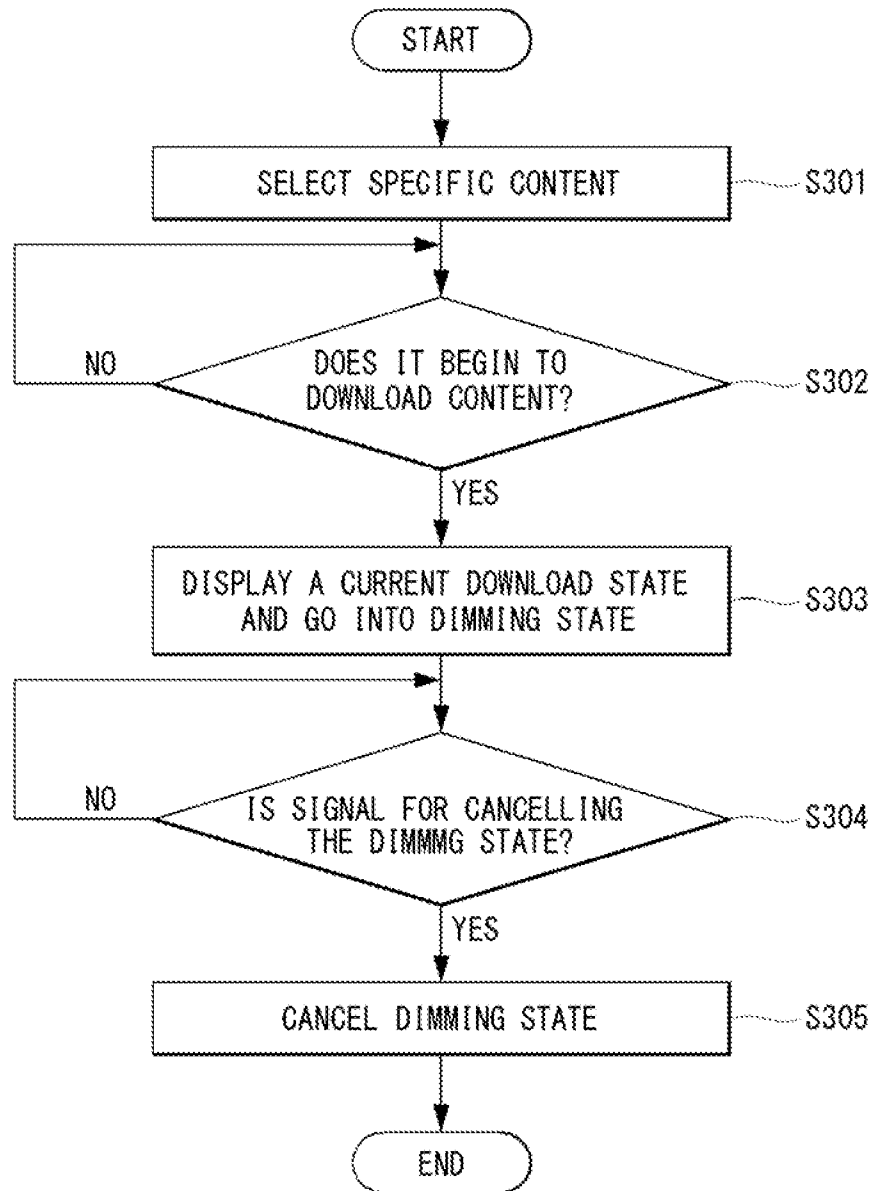 START
SELECT SPECIFIC CONTENT
S301
DOES IT BEGIN TO
DOWNLOAD CONTENT?
S302
NO
YES
DISPLAY A CURRENT DOWNLOAD STATE
AND GO INTO DIMMING STATE
S303
IS SIGNAL FOR CANCELLING
THE DIMMMG STATE?
S304
NO
YES
CANCEL DIMMING STATE
S305
END